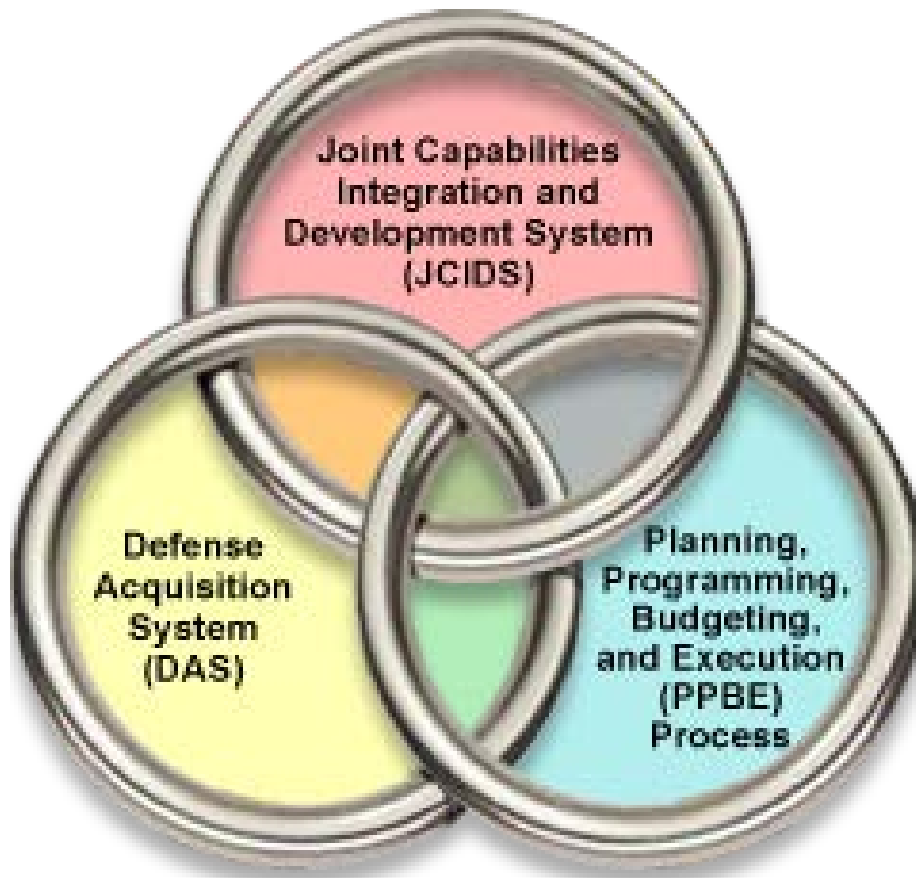 Joint Capabilities
Integration and
Development System
(JCIDS)
Defense
Acquisition
System
(DAS)
Planning,
Programming,
Budgeting,
and Execution
(PPBE)
Process